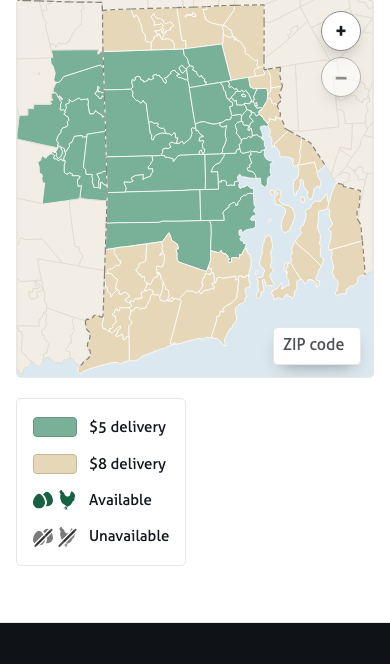 +
−
ZIP code
$5 delivery
$8 delivery
Available
Unavailable